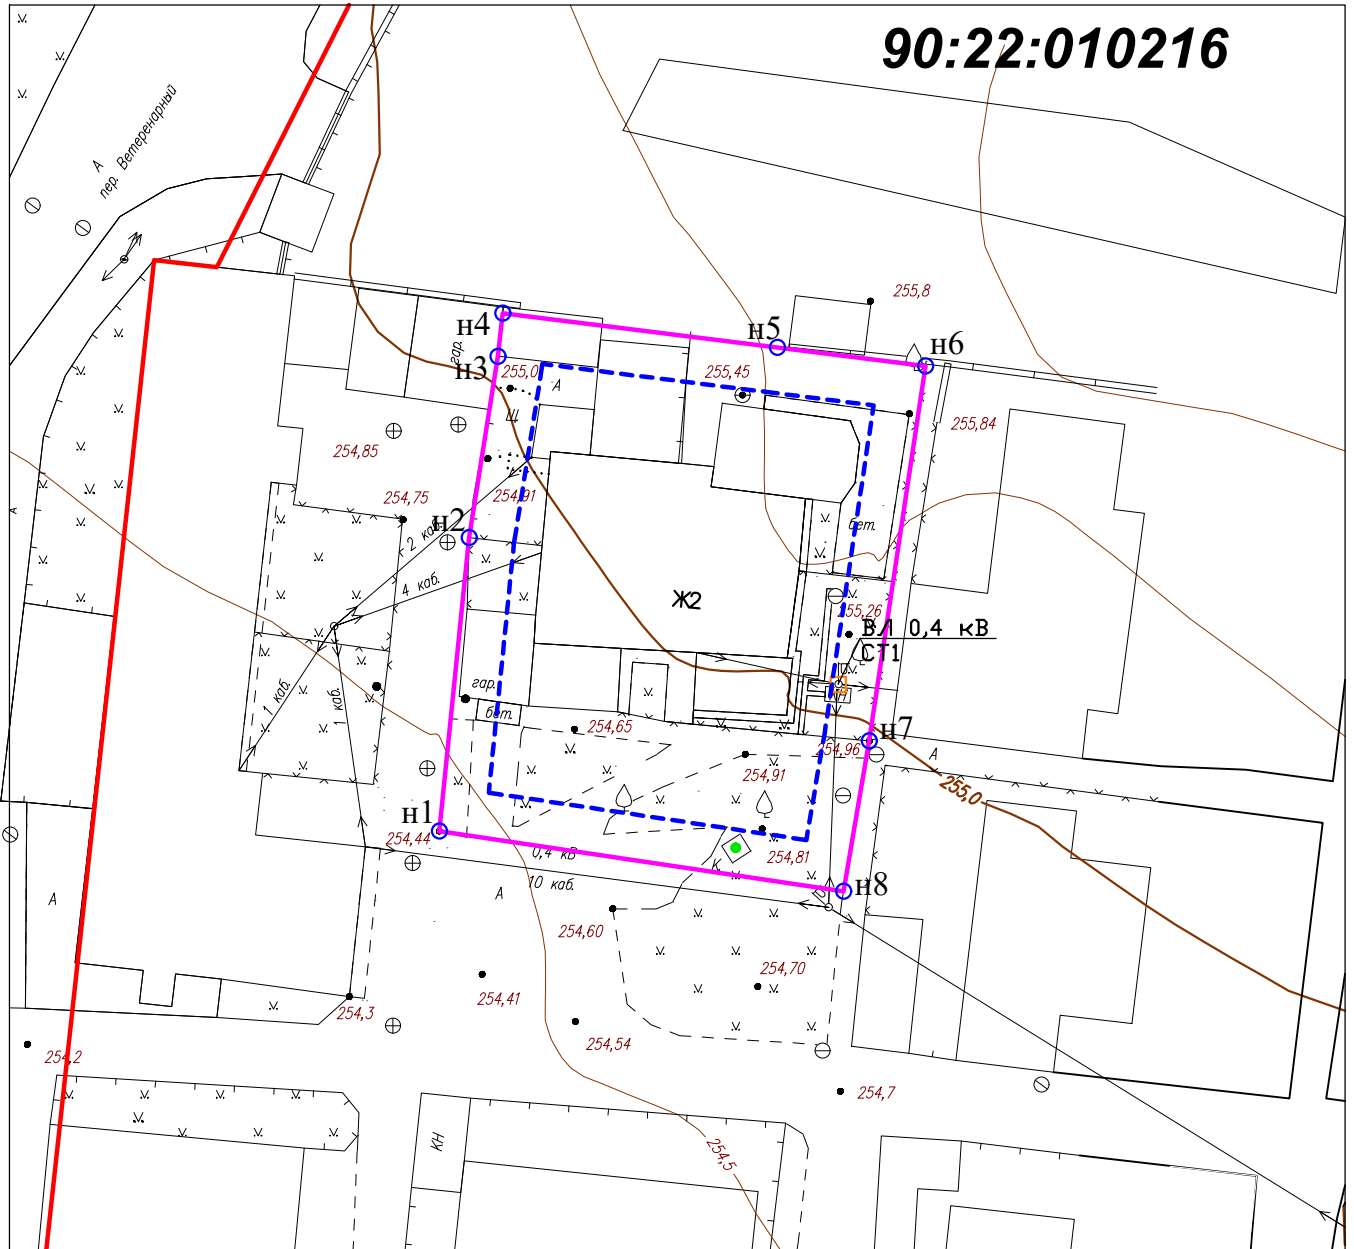 90:22:010216
А
пер. Ветеренарный
255,8
н4
н5
н6
гар.
н3
255,0
А
255,45
Щ
255,84
254,85
254,75
254,91
н2
2 каб.
бет.
4 каб.
Ж2
255,26
ВЛ 0,4 кВ
СТ1
КН
1 каб.
1 каб.
гар.
бет.
254,65
н7
254,96
А
254,91
255,0
н1
254,44
0,4 кВ
254,81
К.
10 каб.
А
н8
А
А
254,60
254,70
254,41
254,3
254,54
254,2
254,7
КН
254,5